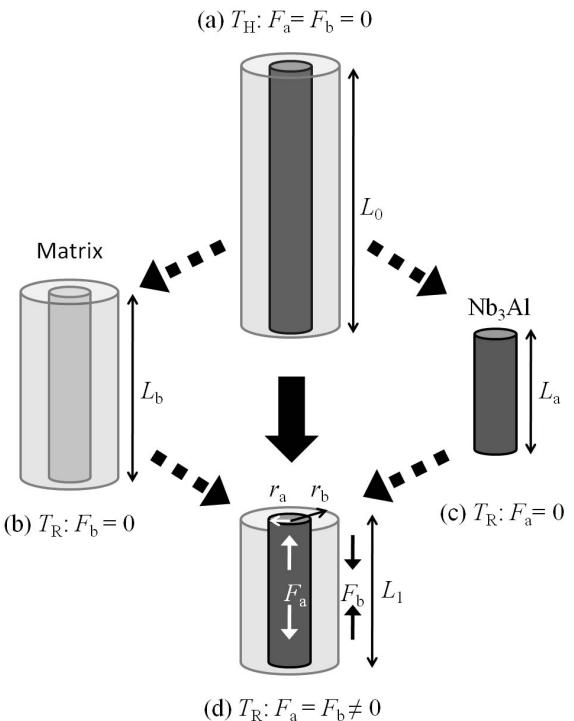 (a) T_H: F_a = F_b = 0
L_0
Matrix
Nb_3Al
L_b
L_a
r_a r_b
(b) T_R: F_b = 0
(c) T_R: F_a = 0
F_a F_b L_1
(d) T_R: F_a = F_b ≠ 0